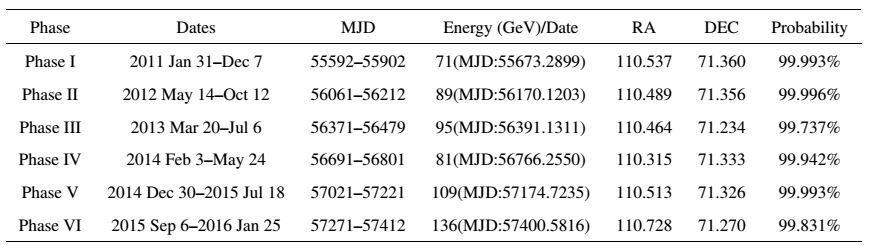 Phase Dates MJD Energy (GeV)/Date RA DEC Probability
Phase I 2011 Jan 31–Dec 7 55592–55902 71(MJD:55673.2899) 110.537 71.360 99.993%
Phase II 2012 May 14–Oct 12 56061–56212 89(MJD:56170.1203) 110.489 71.356 99.996%
Phase III 2013 Mar 20–Jul 6 56371–56479 95(MJD:56391.1311) 110.464 71.234 99.737%
Phase IV 2014 Feb 3–May 24 56691–56801 81(MJD:56766.2550) 110.315 71.333 99.942%
Phase V 2014 Dec 30–2015 Jul 18 57021–57221 109(MJD:57174.7235) 110.513 71.326 99.993%
Phase VI 2015 Sep 6–2016 Jan 25 57271–57412 136(MJD:57400.5816) 110.728 71.270 99.831%